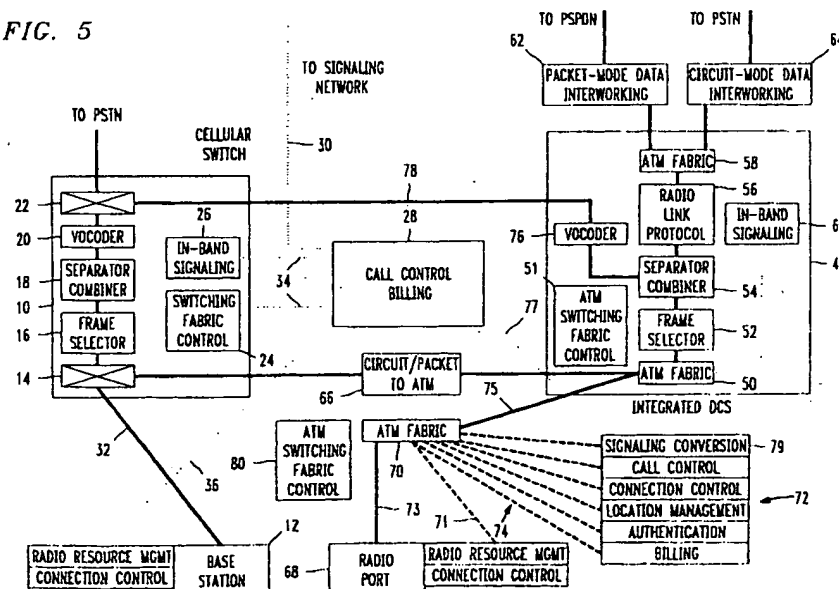 FIG. 5
TO PSPDN
TO PSTN
62
PACKET-MODE DATA
INTERWORKING
CIRCUIT-MODE DATA
INTERWORKING
TO SIGNALING
NETWORK
30
TO PSTN
CELLULAR
SWITCH
78
22
20
VOCODER
18
SEPARATOR
COMBINER
10
16
FRAME
SELECTOR
14
26
IN-BAND
SIGNALING
SWITCHING
FABRIC
CONTROL
24
34
28
CALL CONTROL
BILLING
ATM FABRIC
58
56
RADIO
LINK
PROTOCOL
IN-BAND
SIGNALING
76
VOCODER
51
SEPARATOR
COMBINER
54
ATM
SWITCHING
FABRIC
CONTROL
77
FRAME
SELECTOR
52
ATM FABRIC
50
INTEGRATED DCS
CIRCUIT/PACKET
TO ATM
66
75
32
36
80
ATM
SWITCHING
FABRIC
CONTROL
ATM FABRIC
70
73
71
74
SIGNALING CONVERSION
79
CALL CONTROL
CONNECTION CONTROL
LOCATION MANAGEMENT
72
AUTHENTICATION
BILLING
12
RADIO RESOURCE MGMT
CONNECTION CONTROL
BASE
STATION
68
RADIO
PORT
RADIO RESOURCE MGMT
CONNECTION CONTROL